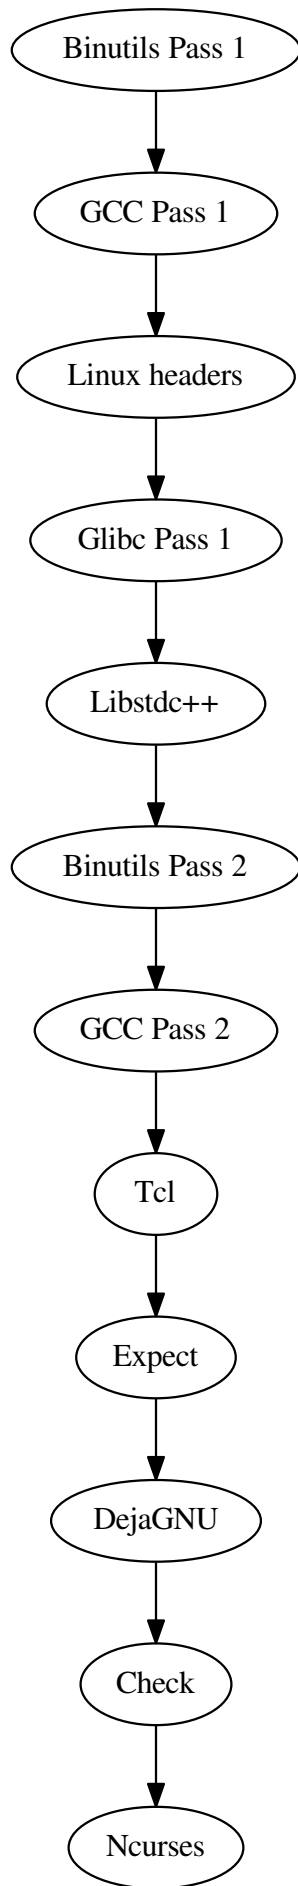 Binutils Pass 1
GCC Pass 1
Linux headers
Glibc Pass 1
Libstdc++
Binutils Pass 2
GCC Pass 2
Tcl
Expect
DejaGNU
Check
Ncurses